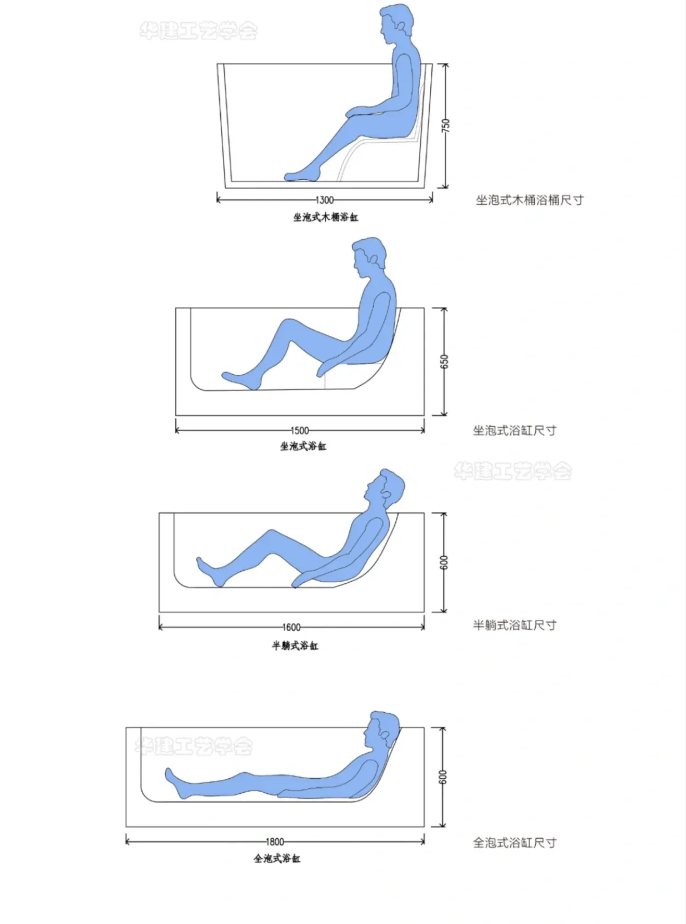 华建工艺学会
750
1300
坐泡式木桶浴桶尺寸
坐泡式木桶浴缸
650
1500
坐泡式浴缸尺寸
坐泡式浴缸
华建工艺学会
600
1600
半躺式浴缸尺寸
半躺式浴缸
华建工艺学会
600
1800
全泡式浴缸尺寸
全泡式浴缸